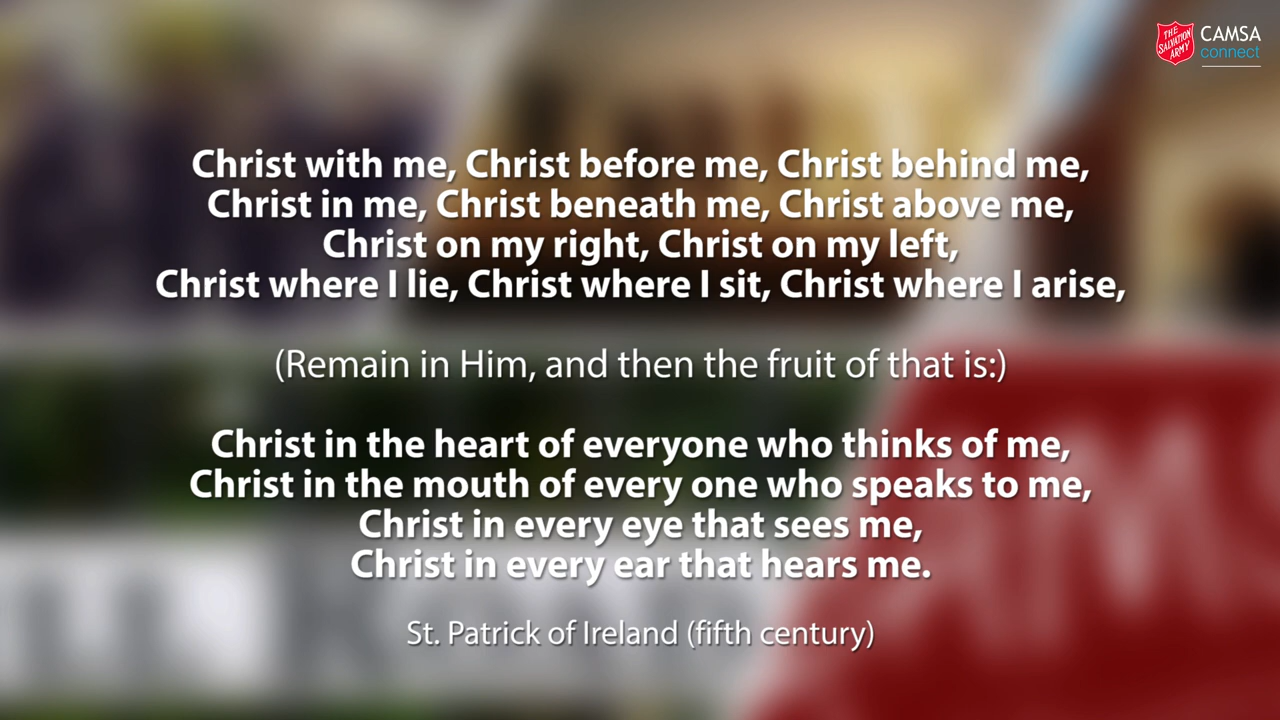 THE
SALVATION
ARMY
CAMSA
connect
Christ with me, Christ before me, Christ behind me,
Christ in me, Christ beneath me, Christ above me,
Christ on my right, Christ on my left,
Christ where I lie, Christ where I sit, Christ where I arise,
(Remain in Him, and then the fruit of that is:)
Christ in the heart of everyone who thinks of me,
Christ in the mouth of every one who speaks to me,
Christ in every eye that sees me,
Christ in every ear that hears me.
St. Patrick of Ireland (fifth century)